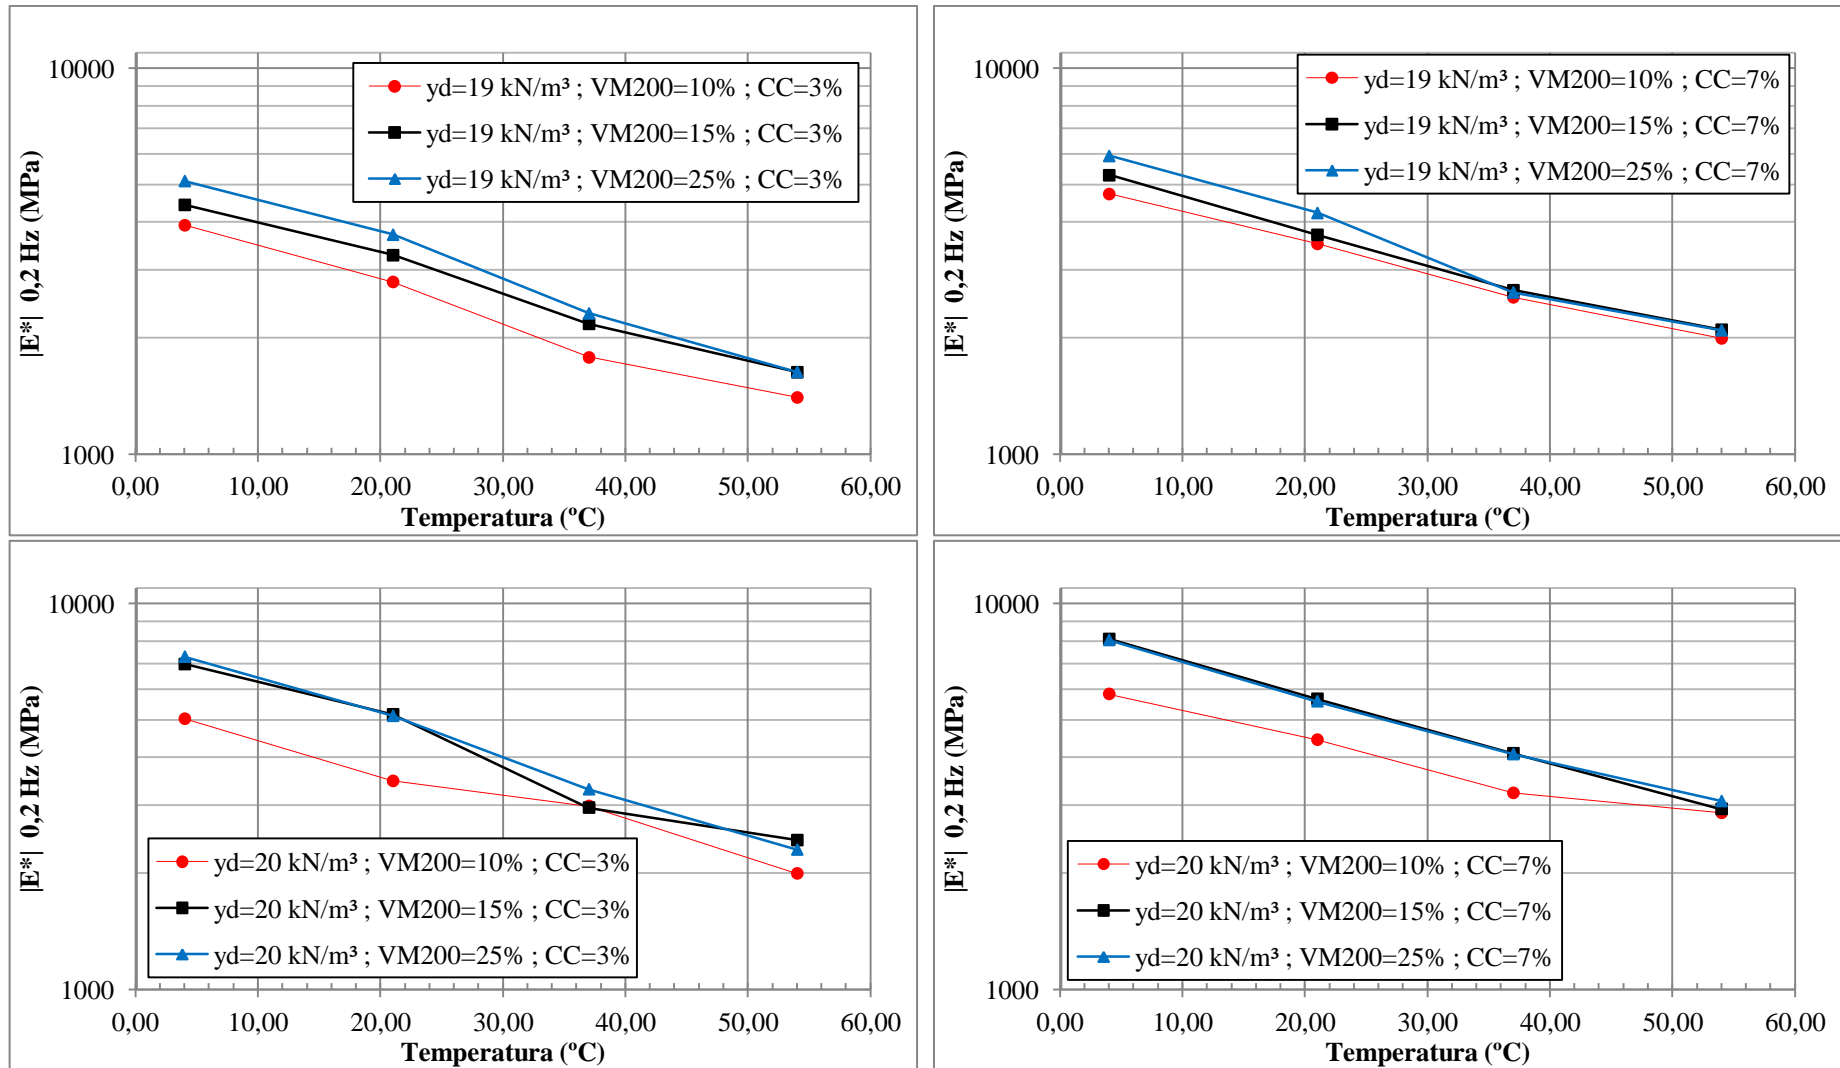 10000
yd=19 kN/m³ ; VM200=10% ; CC=3%
yd=19 kN/m³ ; VM200=15% ; CC=3%
yd=19 kN/m³ ; VM200=25% ; CC=3%
|E*| 0,2 Hz (MPa)
1000
0,00 10,00 20,00 30,00 40,00 50,00 60,00
Temperatura (ºC)
10000
yd=19 kN/m³ ; VM200=10% ; CC=7%
yd=19 kN/m³ ; VM200=15% ; CC=7%
yd=19 kN/m³ ; VM200=25% ; CC=7%
|E*| 0,2 Hz (MPa)
1000
0,00 10,00 20,00 30,00 40,00 50,00 60,00
Temperatura (ºC)
10000
|E*| 0,2 Hz (MPa)
yd=20 kN/m³ ; VM200=10% ; CC=3%
yd=20 kN/m³ ; VM200=15% ; CC=3%
yd=20 kN/m³ ; VM200=25% ; CC=3%
1000
0,00 10,00 20,00 30,00 40,00 50,00 60,00
Temperatura (ºC)
10000
|E*| 0,2 Hz (MPa)
yd=20 kN/m³ ; VM200=10% ; CC=7%
yd=20 kN/m³ ; VM200=15% ; CC=7%
yd=20 kN/m³ ; VM200=25% ; CC=7%
1000
0,00 10,00 20,00 30,00 40,00 50,00 60,00
Temperatura (ºC)